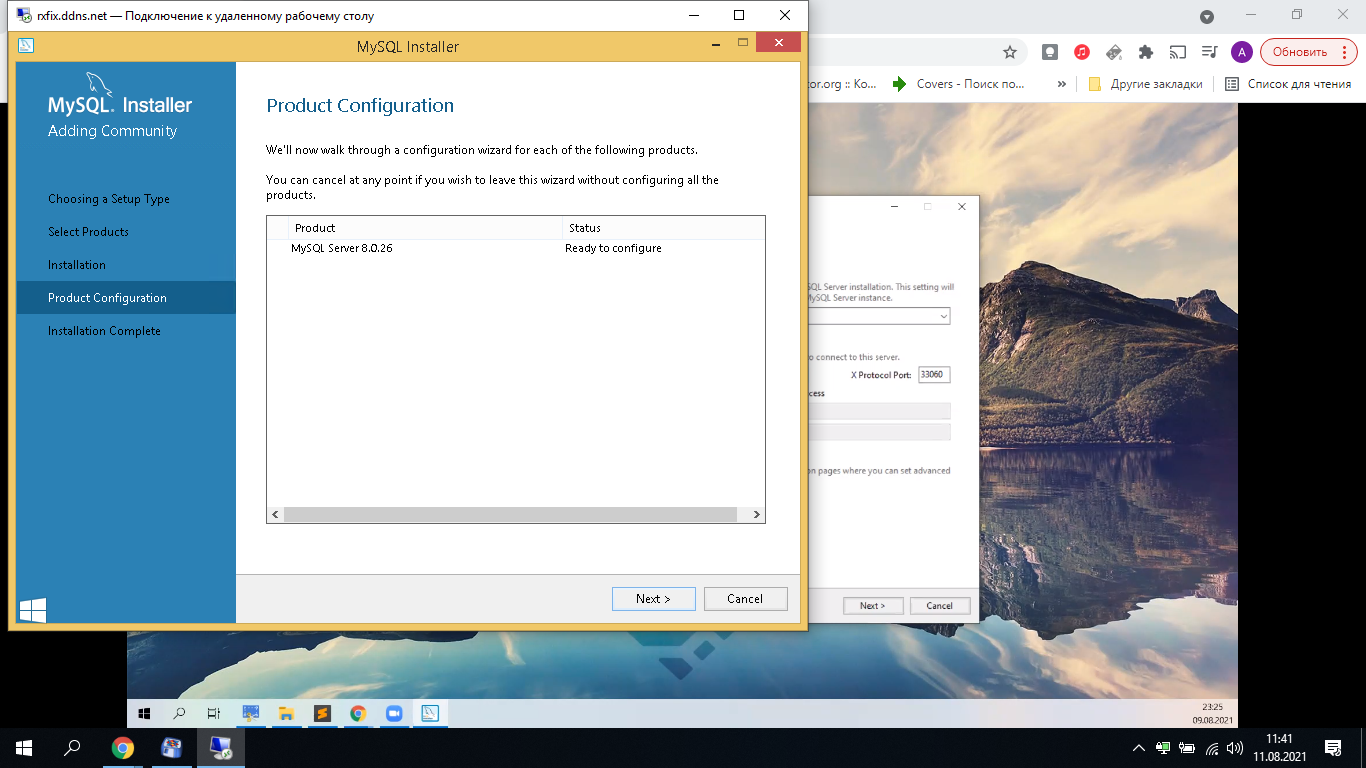 rxfix.ddns.net — Подключение к удаленному рабочему столу
MySQL Installer
MySQL. Installer
Adding Community
Choosing a Setup Type
Select Products
Installation
Product Configuration
Installation Complete
Product Configuration
We'll now walk through a configuration wizard for each of the following products.
You can cancel at any point if you wish to leave this wizard without configuring all the
products.
Product Status
MySQL Server 8.0.26 Ready to configure
Next > Cancel
A Обновить
tor.org :: Ко... Covers - Поиск по... » Другие закладки Список для чтения
SQL Server installation. This setting will
MySQL Server instance.
to connect to this server.
X Protocol Port: 33060
cess
on pages where you can set advanced
Next > Cancel
23:25
09.08.2021
11:41
11.08.2021